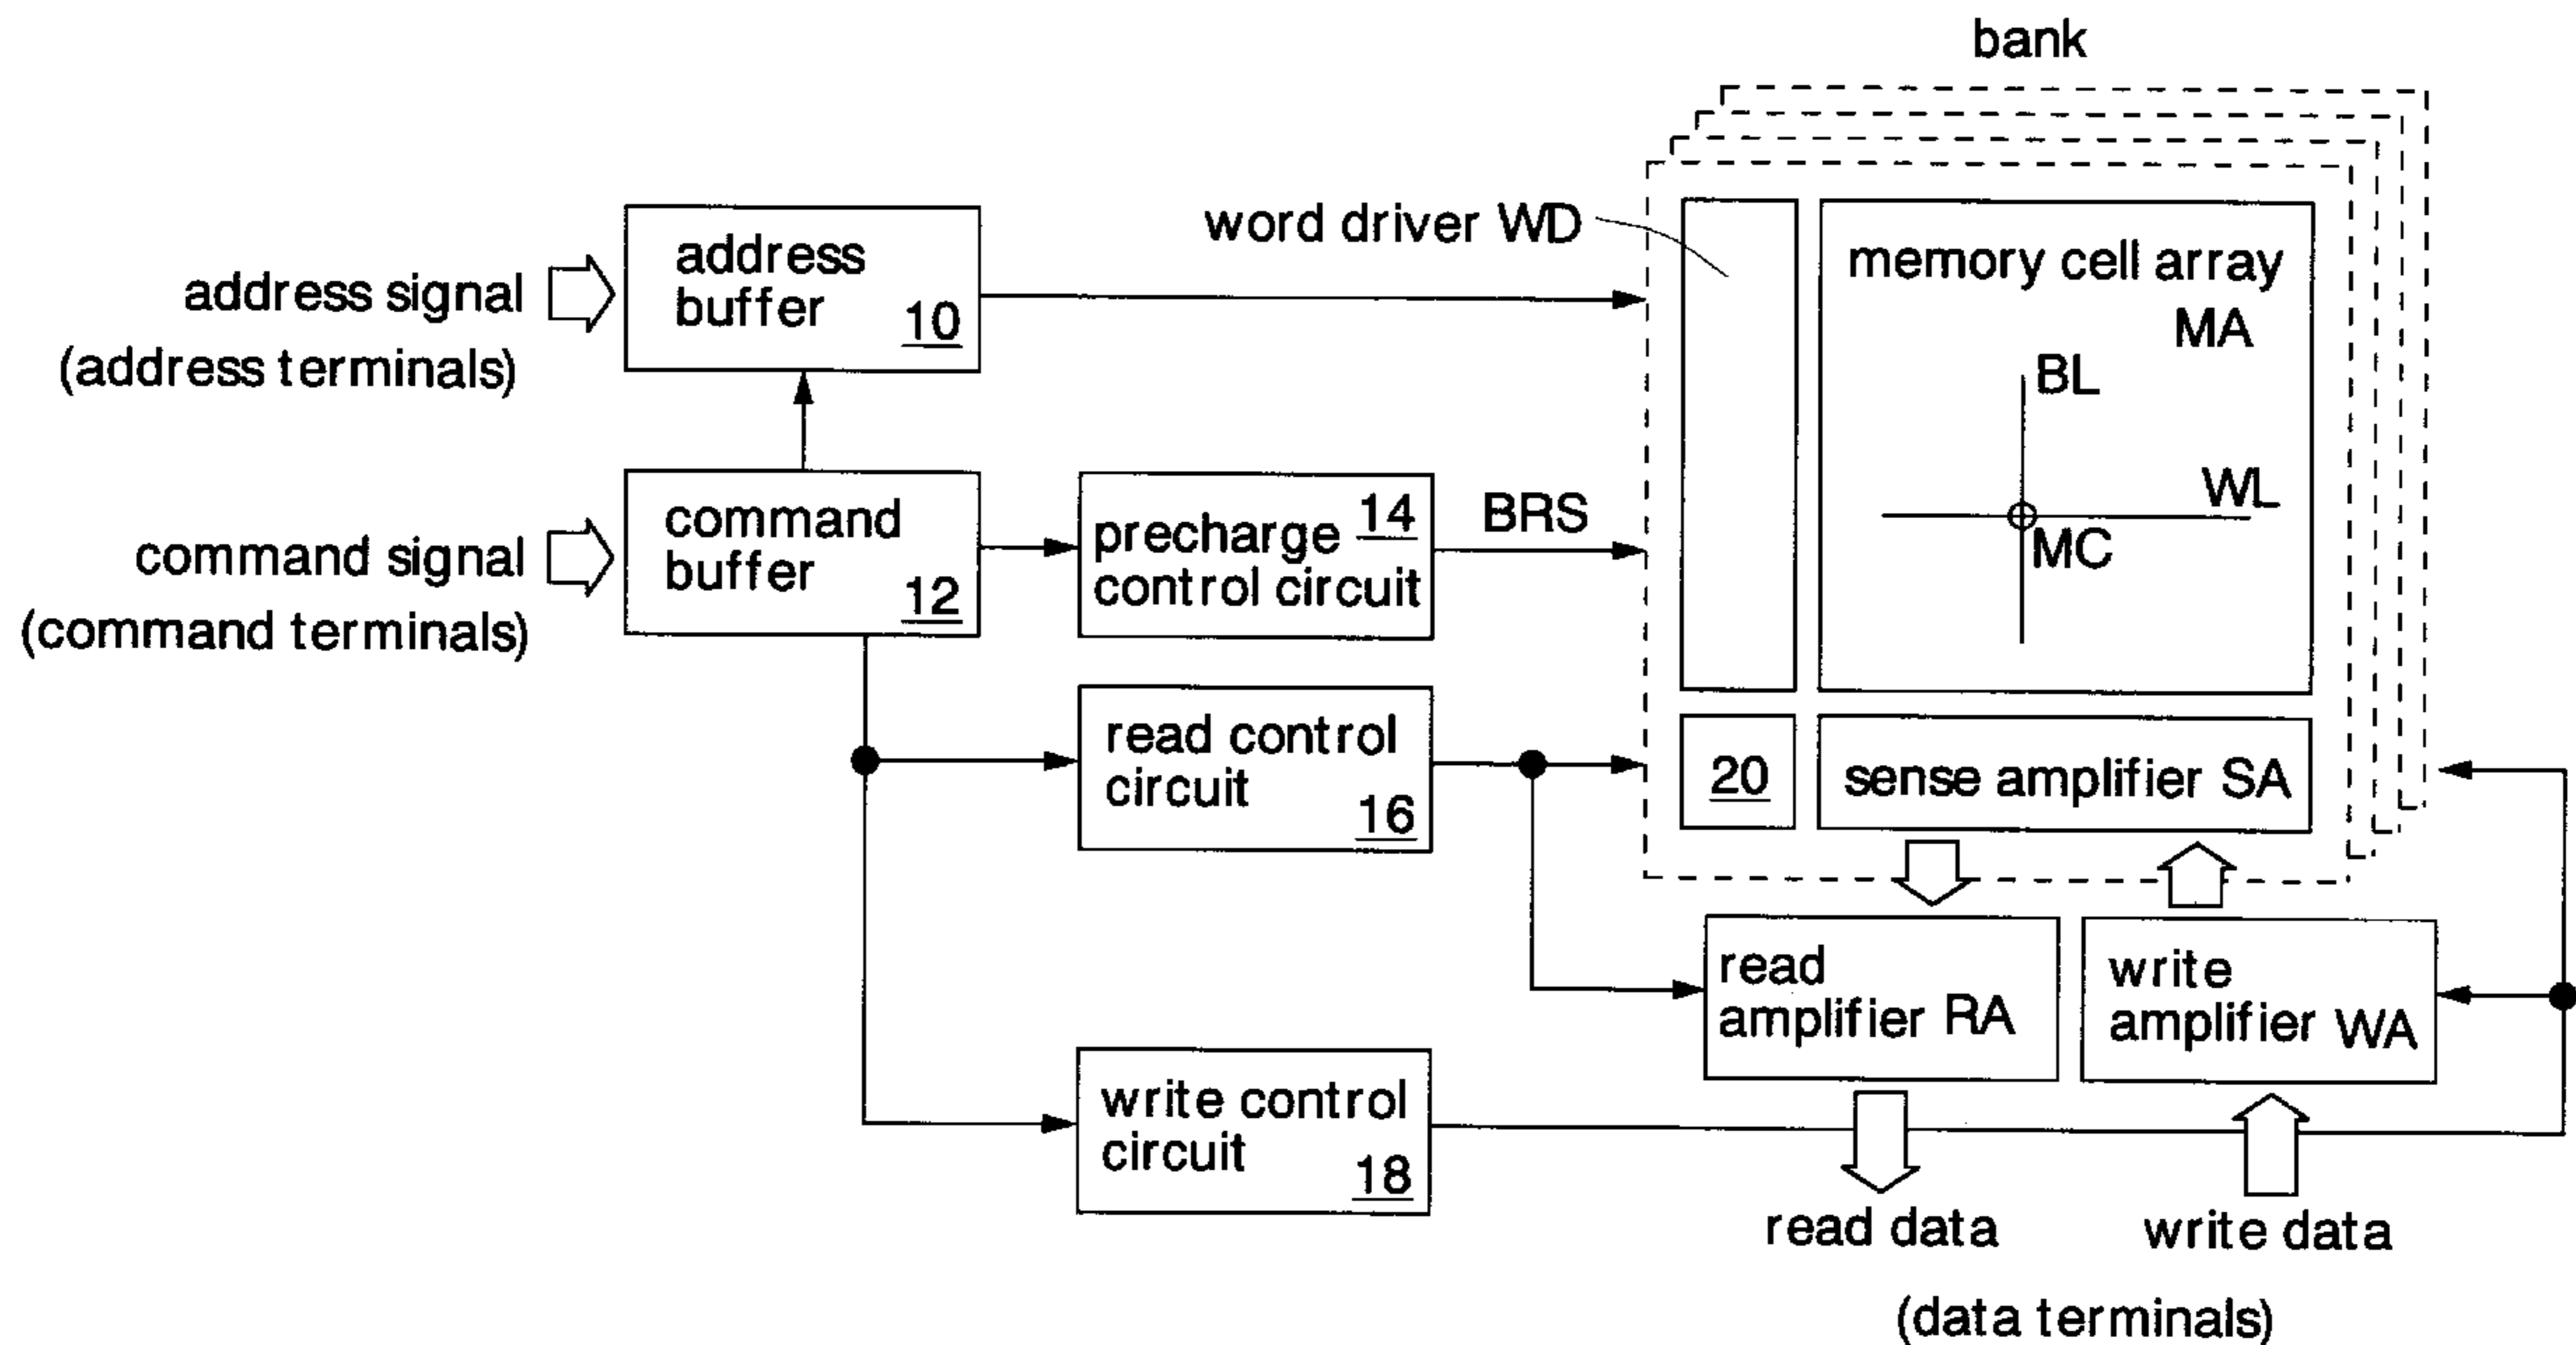 bank
word driver WD
address
buffer
10
address signal
(address terminals)
memory cell array
MA
BL
WL
MC
command
buffer
12
command signal
(command terminals)
14
precharge
control circuit
BRS
read control
circuit
16
20
sense amplifier SA
read
amplifier RA
write
amplifier WA
write control
circuit
18
read data
write data
(data terminals)